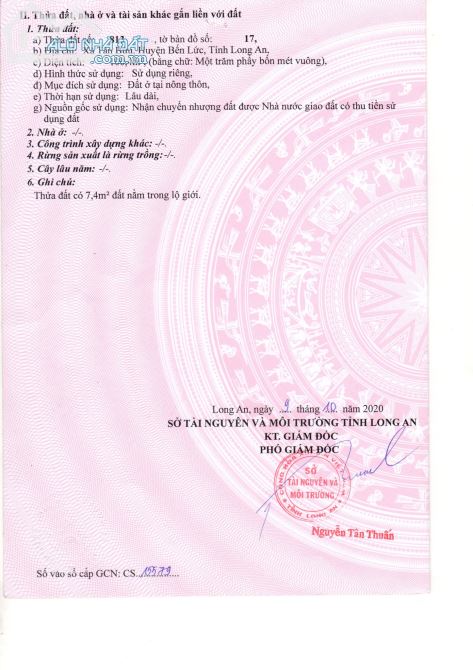 II. Thửa đất, nhà ở và tài sản khác gắn liền với đất
1. Thửa đất:
a) Thửa đất số: 812, tờ bản đồ số: 17,
ALO NHÀ ĐẤT
b) Địa chỉ: Xã Tân Bửu, Huyện Bến Lức, Tỉnh Long An,
c) Diện tích: (bằng chữ: Một trăm phẩy bốn mét vuông),
d) Hình thức sử dụng: Sử dụng riêng,
đ) Mục đích sử dụng: Đất ở tại nông thôn,
e) Thời hạn sử dụng: Lâu dài,
g) Nguồn gốc sử dụng: Nhận chuyển nhượng đất được Nhà nước giao đất có thu tiền sử
dụng đất
2. Nhà ở: -/-.
3. Công trình xây dựng khác: -/-.
4. Rừng sản xuất là rừng trồng: -/-.
5. Cây lâu năm: -/-.
6. Ghi chú:
Thửa đất có 7,4m² đất nằm trong lộ giới.
Long An, ngày 9 tháng 10 năm 2020
SỞ TÀI NGUYÊN VÀ MÔI TRƯỜNG TỈNH LONG AN
KT. GIÁM ĐỐC
PHÓ GIÁM ĐỐC
SỞ
TÀI NGUYÊN VÀ
MÔI TRƯỜNG
TỈNH LONG AN
Nguyễn Tân Thuấn
Số vào sổ cấp GCN: CS 15579